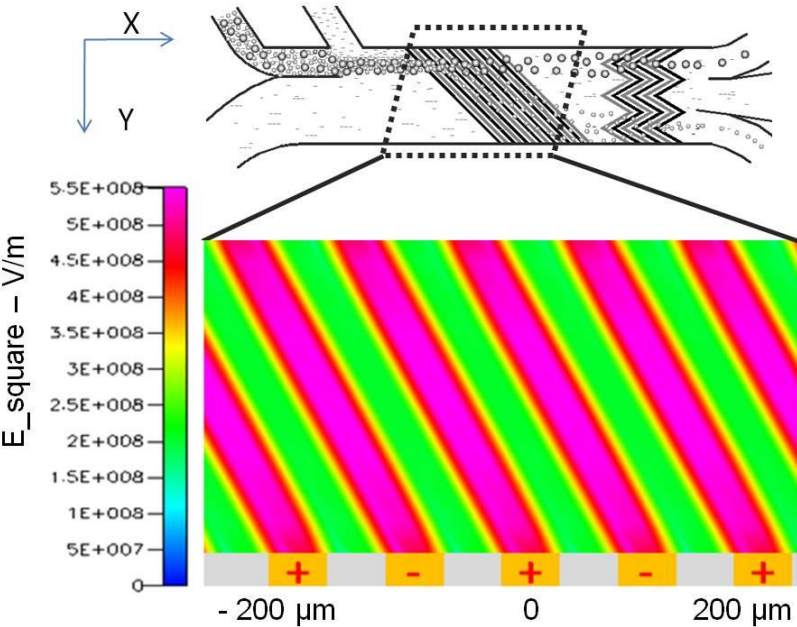 X
Y
E_square – V/m
5.5E+008
5E+008
4.5E+008
4E+008
3.5E+008
3E+008
2.5E+008
2E+008
1.5E+008
1E+008
5E+007
0
+ - + - +
- 200 µm 0 200 µm